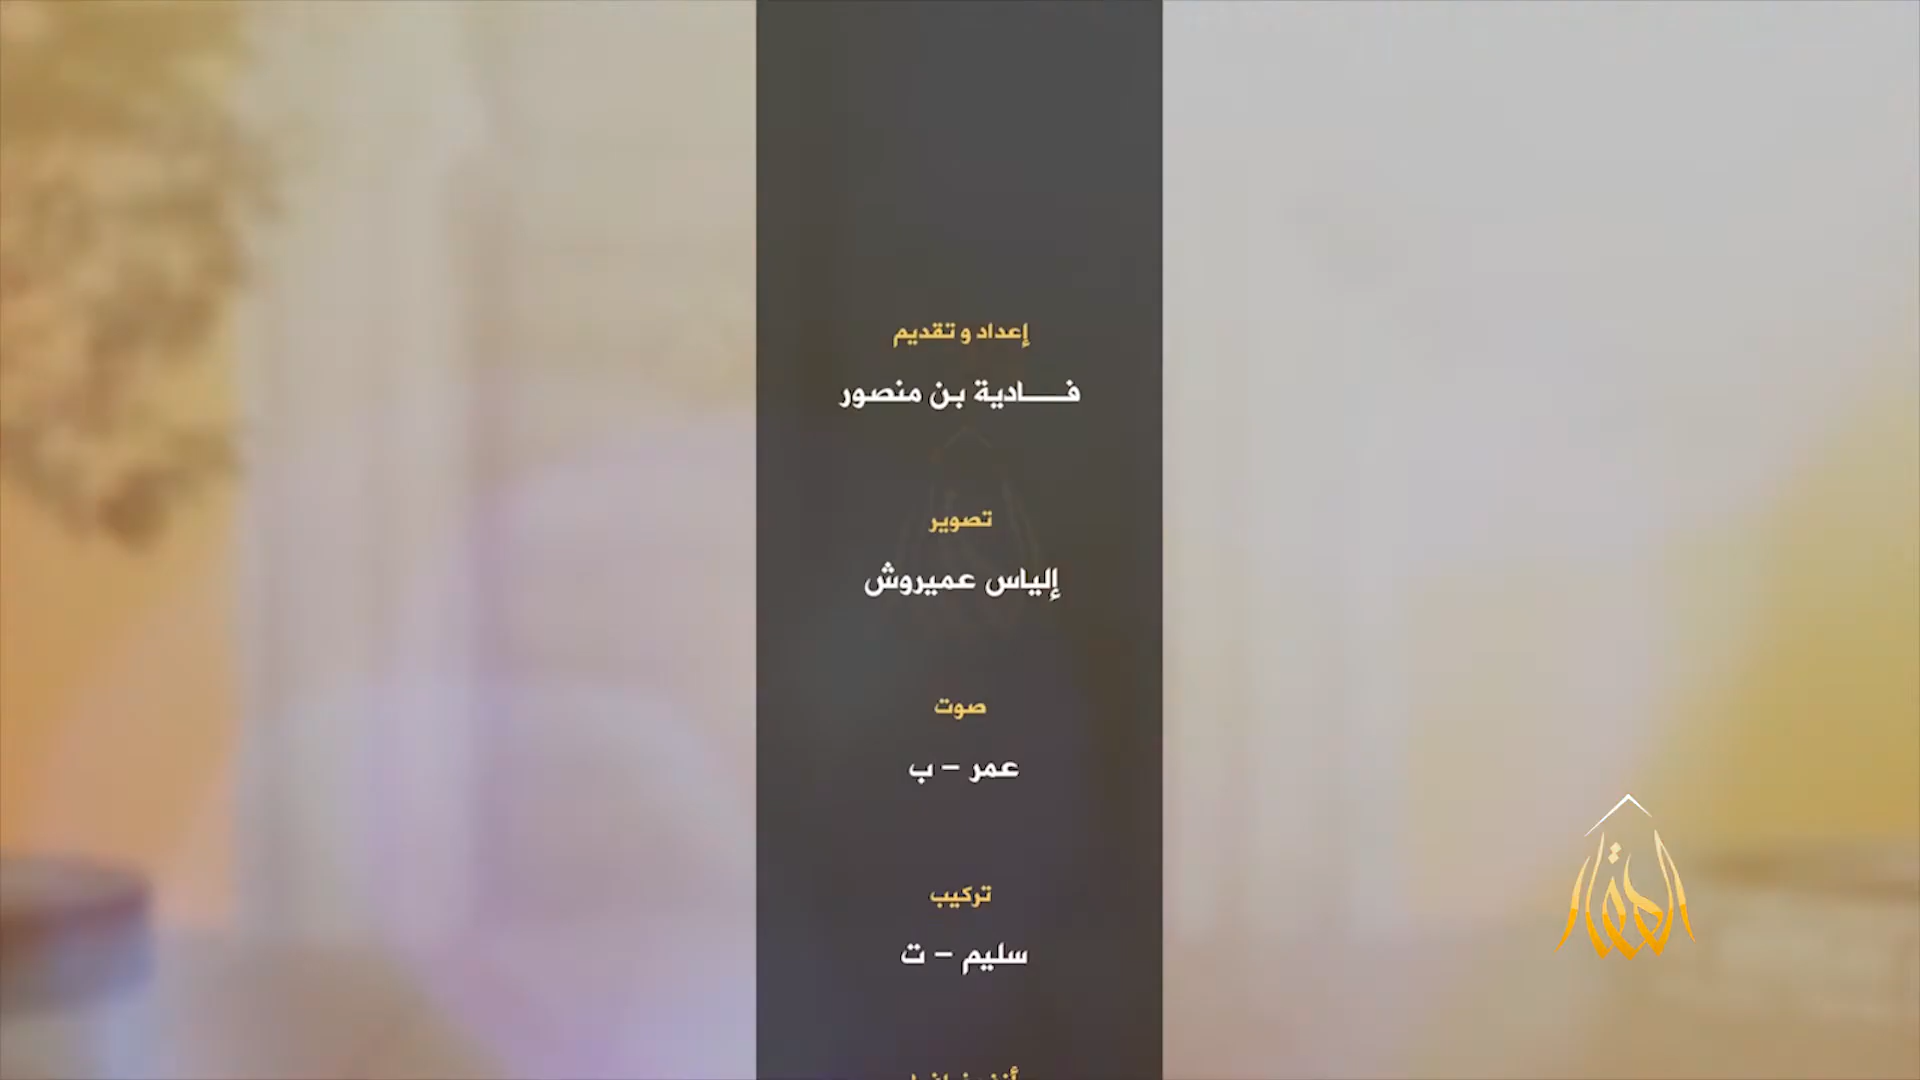 إعداد و تقديم
فـــادية بن منصور
تصوير
إلياس عميروش
صوت
عمر – ب
تركيب
سليم – ت